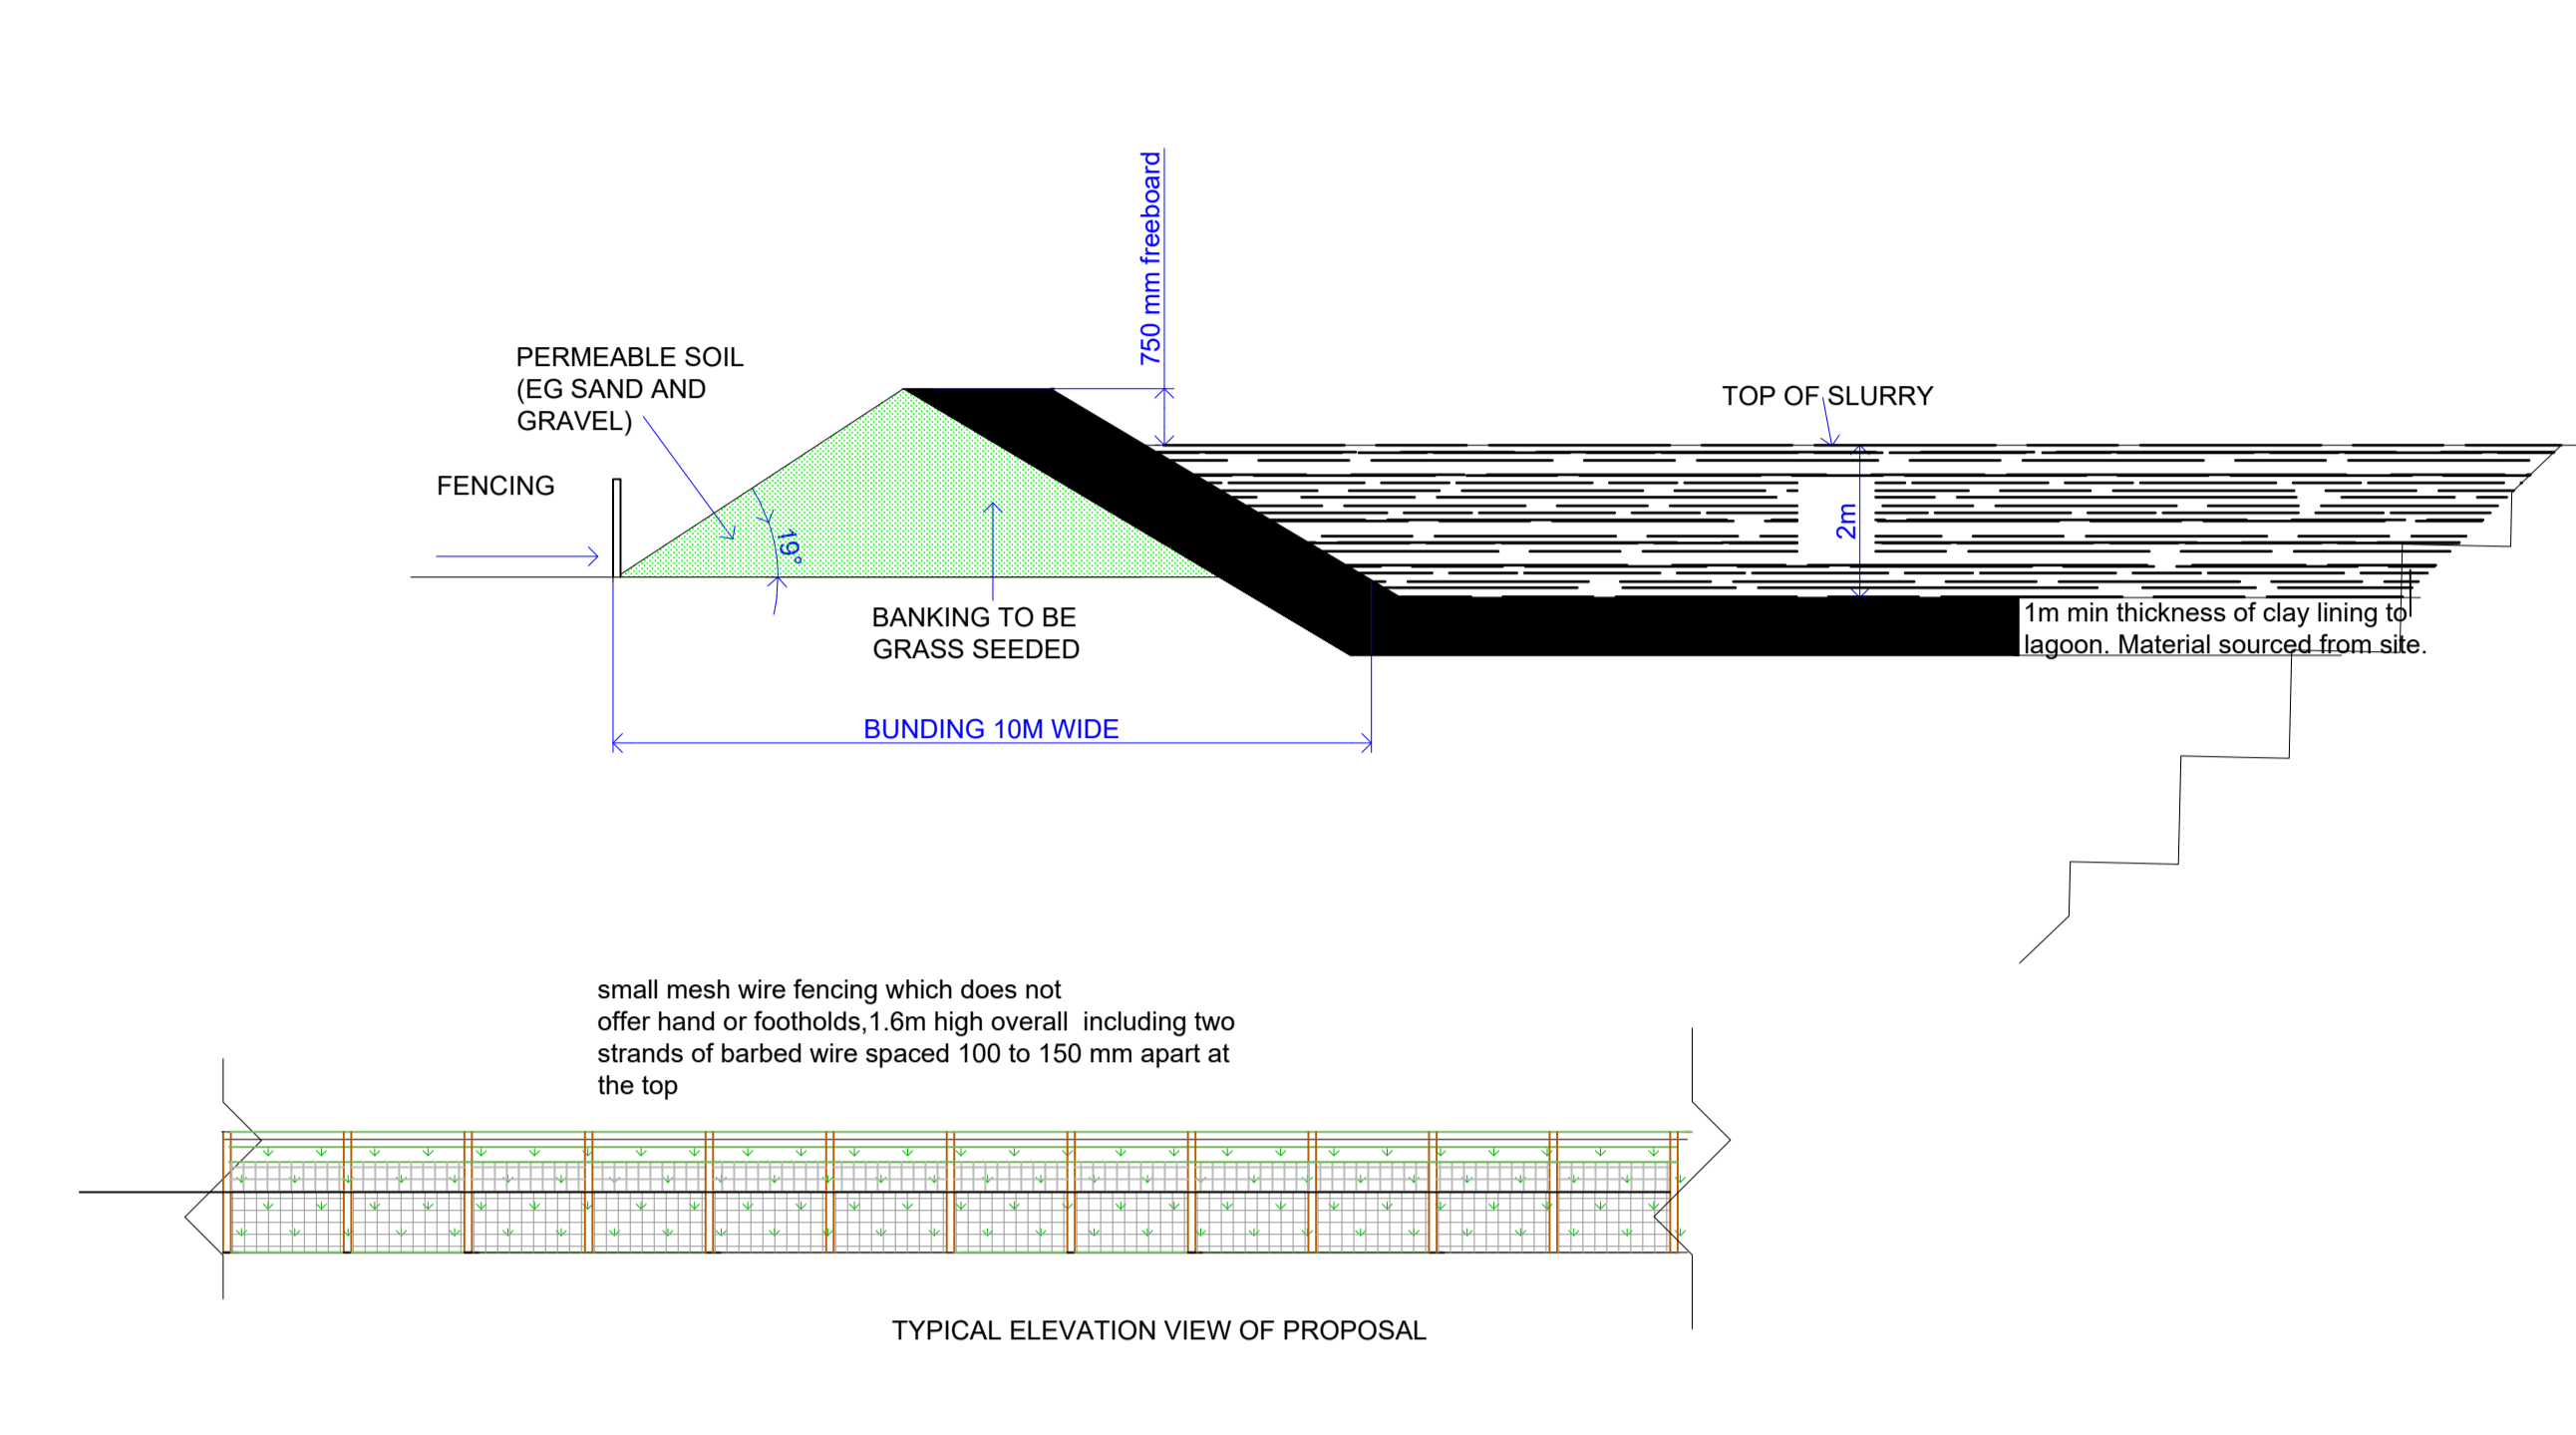 750 mm freeboard
PERMEABLE SOIL
(EG SAND AND
GRAVEL)
TOP OF SLURRY
FENCING
19°
2m
BANKING TO BE
GRASS SEEDED
1m min thickness of clay lining to
lagoon. Material sourced from site.
BUNDING 10M WIDE
small mesh wire fencing which does not
offer hand or footholds,1.6m high overall  including two
strands of barbed wire spaced 100 to 150 mm apart at
the top
TYPICAL ELEVATION VIEW OF PROPOSAL